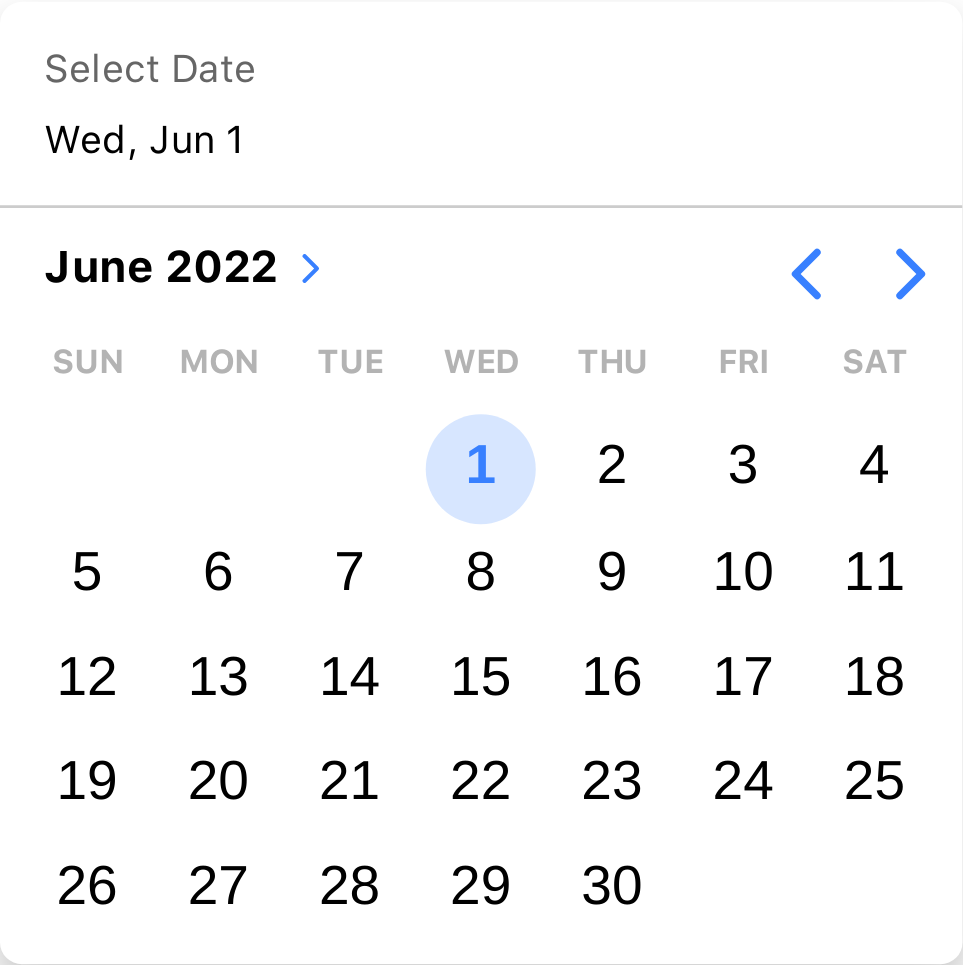 Select Date
Wed, Jun 1
June 2022
SUN MON TUE WED THU FRI SAT
1 2 3 4
5 6 7 8 9 10 11
12 13 14 15 16 17 18
19 20 21 22 23 24 25
26 27 28 29 30